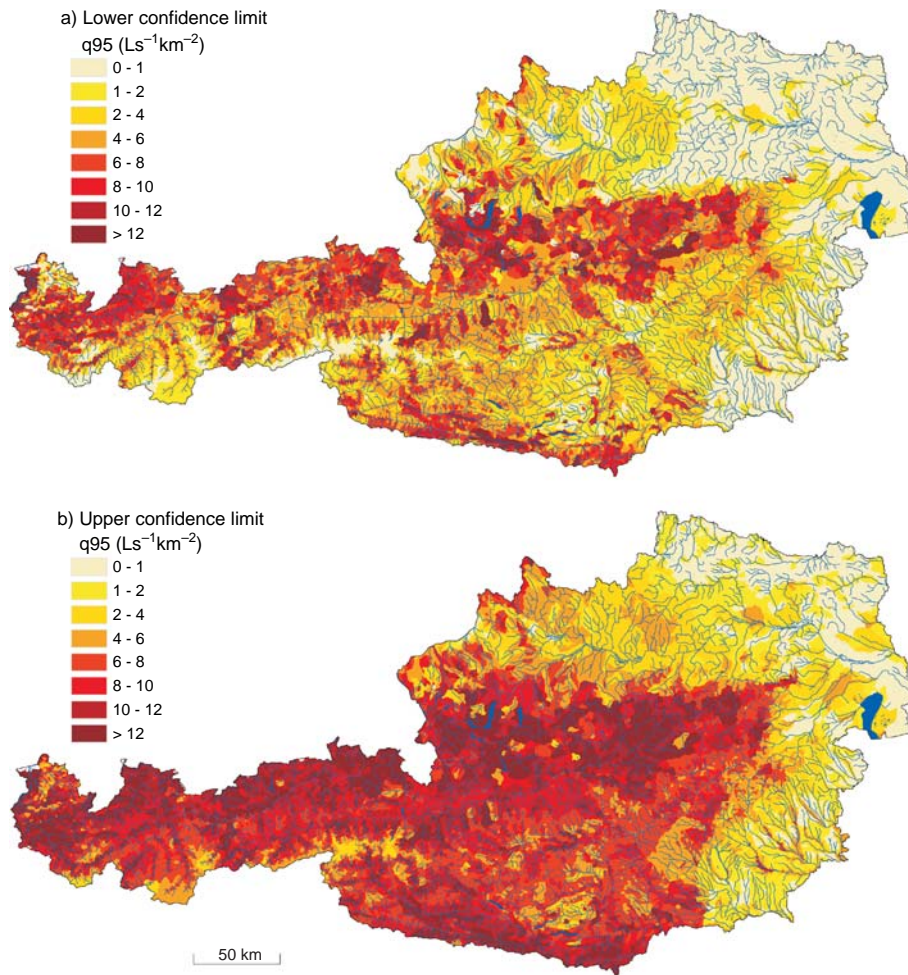 a) Lower confidence limit
q95 (Ls⁻¹km⁻²)
0 - 1
1 - 2
2 - 4
4 - 6
6 - 8
8 - 10
10 - 12
> 12
b) Upper confidence limit
q95 (Ls⁻¹km⁻²)
0 - 1
1 - 2
2 - 4
4 - 6
6 - 8
8 - 10
10 - 12
> 12
50 km